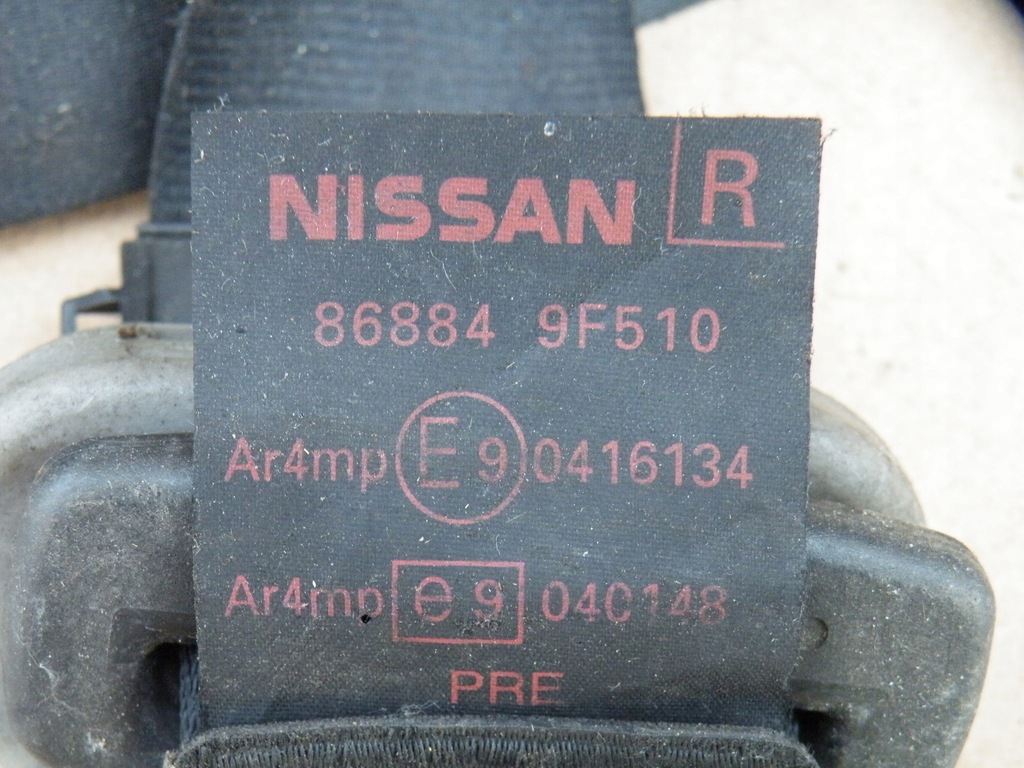 NISSAN R
86884 9F510
Ar4mp E 9 0416134
Ar4mp e 9 040148
PRE